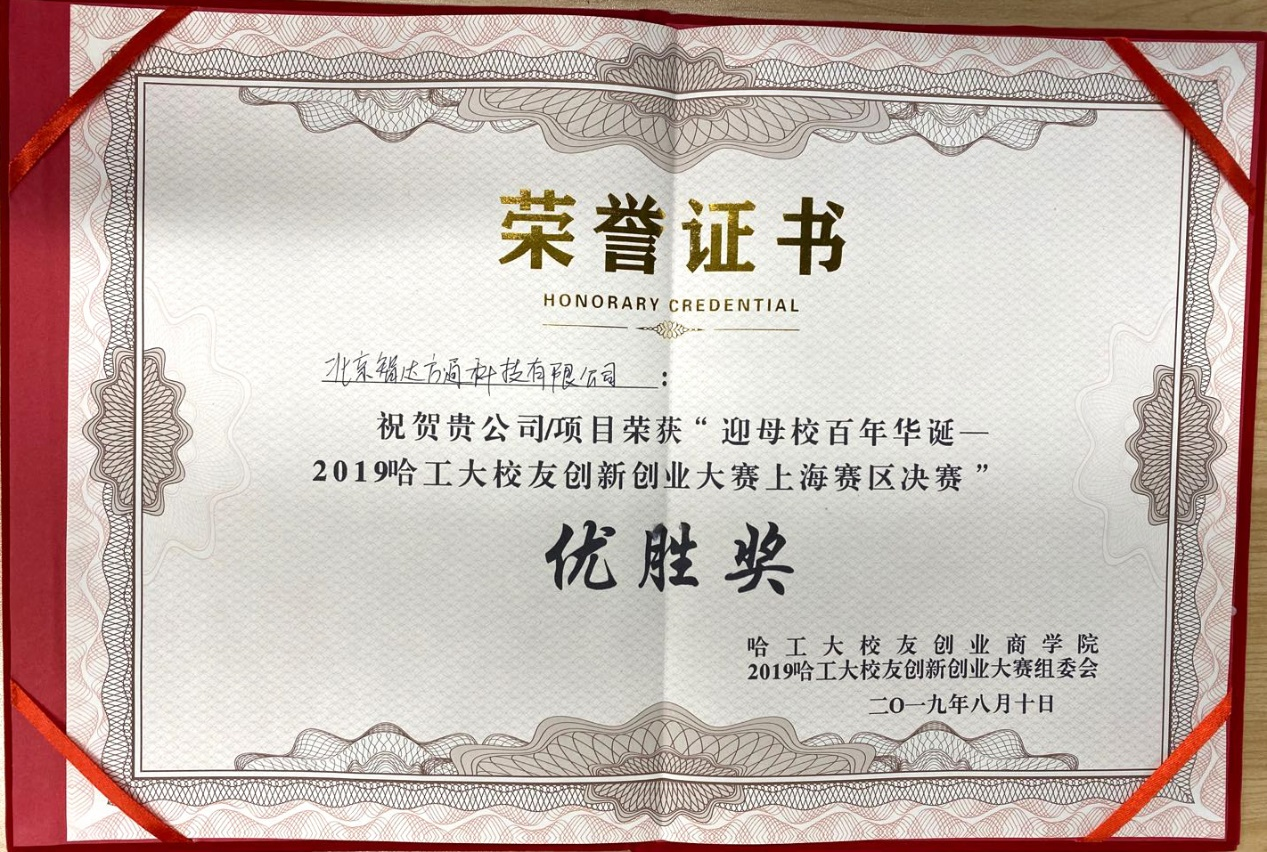 荣誉证书
HONORARY CREDENTIAL
北京智达方通科技有限公司：
祝贺贵公司/项目荣获“迎母校百年华诞—
2019哈工大校友创新创业大赛上海赛区决赛”
优胜奖
哈工大校友创业商学院
2019哈工大校友创新创业大赛组委会
二〇一九年八月十日